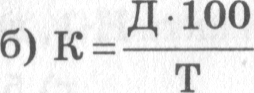 б) К = Д · 100 / Т